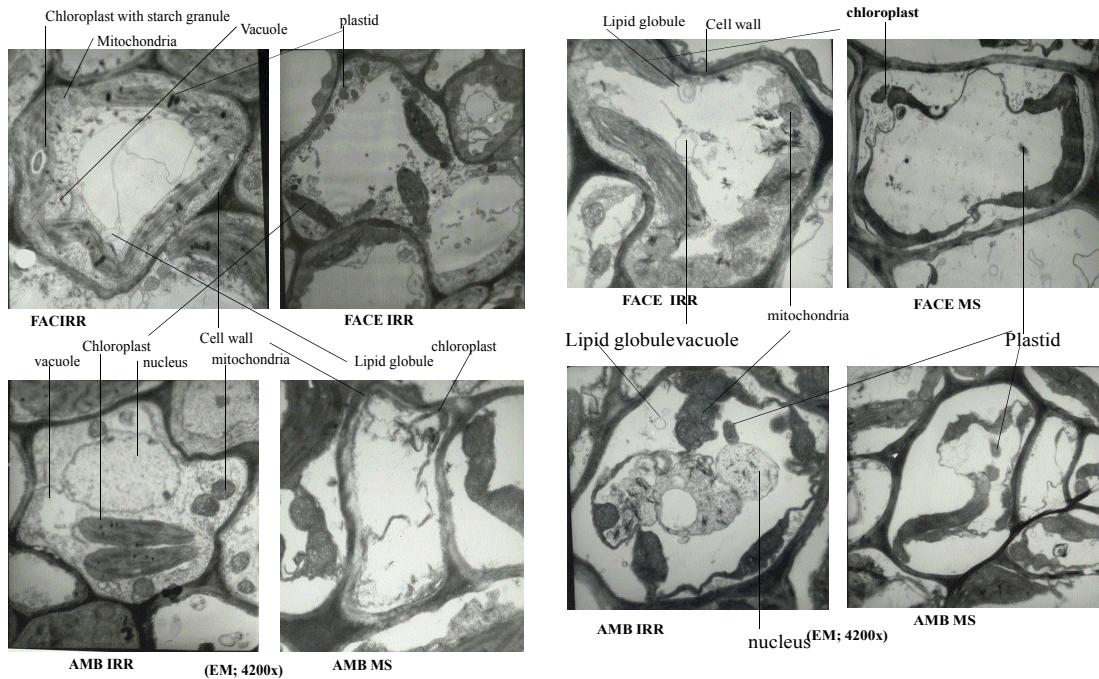 Chloroplast with starch granule
Mitochondria
Vacuole
plastid
Lipid globule
Cell wall
chloroplast
FACIRR
FACE IRR
FACE IRR
FACE MS
mitochondria
Cell wall
Chloroplast
mitochondria
vacuole
nucleus
Lipid globule
chloroplast
Lipid globule
vacuole
Plastid
AMB IRR
(EM; 4200x)
AMB MS
AMB IRR
nucleus
(EM; 4200x)
AMB MS